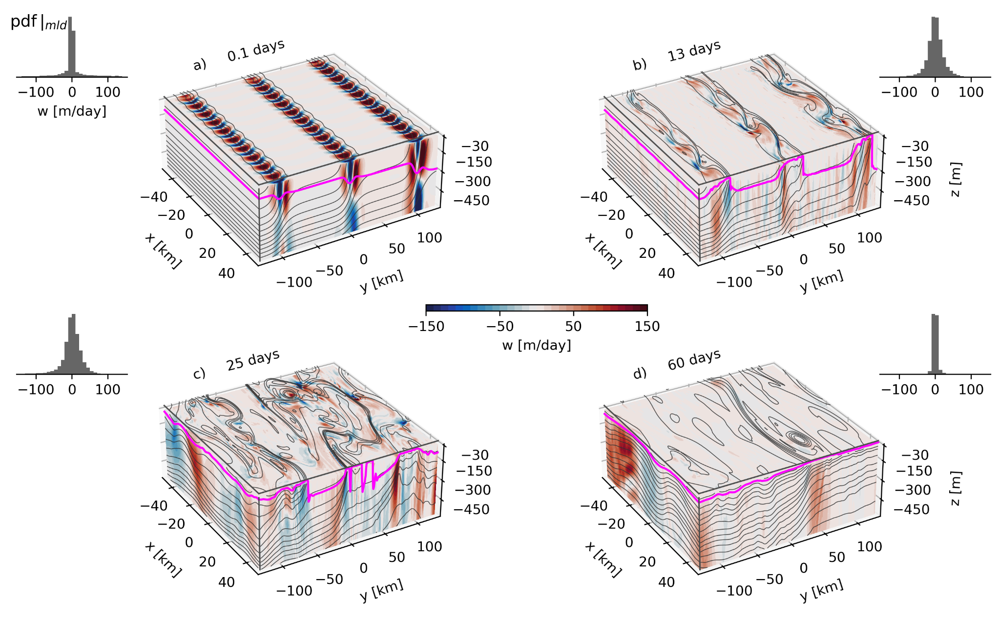 pdf |mld
−100 0 100
w [m/day]
a) 0.1 days
−30
−150
−300
−450
−40
−20
0
20
40
x [km]
−100
−50
0
50
100
y [km]
b) 13 days
−100 0 100
−30
−150
−300
−450
z [m]
−40
−20
0
20
40
x [km]
−100
−50
0
50
100
y [km]
−150 −50 50 150
w [m/day]
−100 0 100
c) 25 days
−30
−150
−300
−450
−40
−20
0
20
40
x [km]
−100
−50
0
50
100
y [km]
d) 60 days
−100 0 100
−30
−150
−300
−450
z [m]
−40
−20
0
20
40
x [km]
−100
−50
0
50
100
y [km]